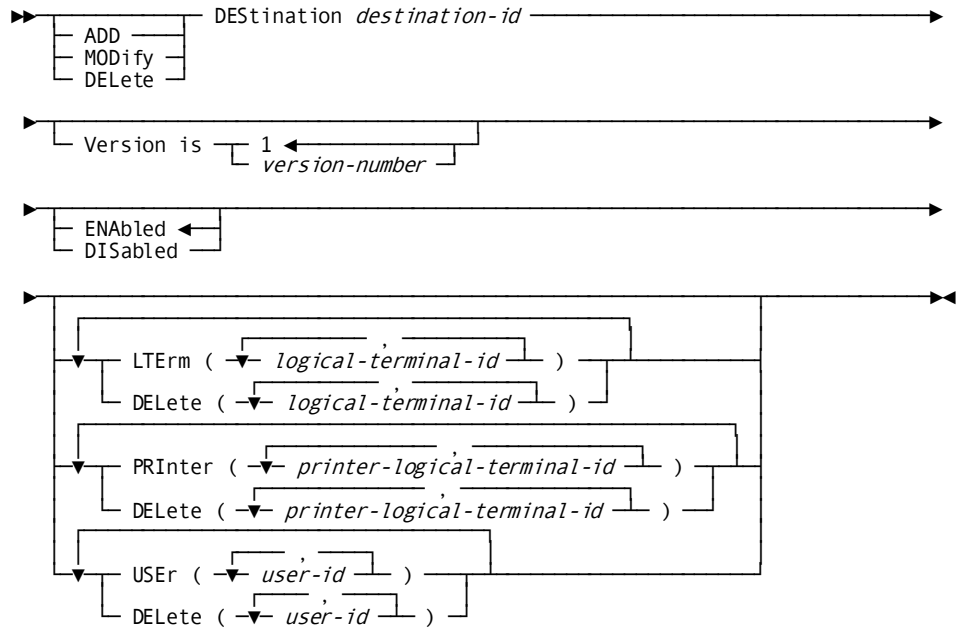 DEStination destination-id
ADD
MODify
DELete
Version is 1
version-number
ENAbled
DISabled
,
LTErm ( logical-terminal-id )
,
DELete ( logical-terminal-id )
,
PRInter ( printer-logical-terminal-id )
,
DELete ( printer-logical-terminal-id )
,
USEr ( user-id )
,
DELete ( user-id )